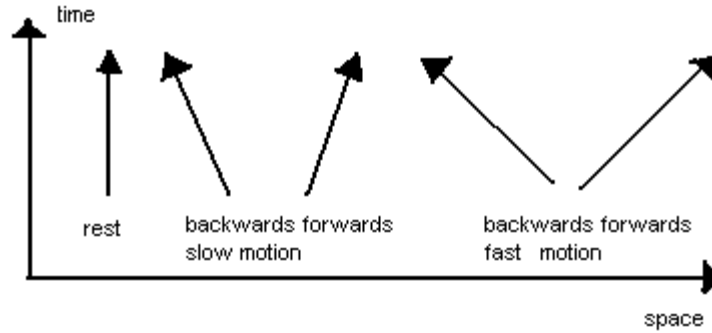 time
rest
backwards forwards
slow motion
backwards forwards
fast motion
space